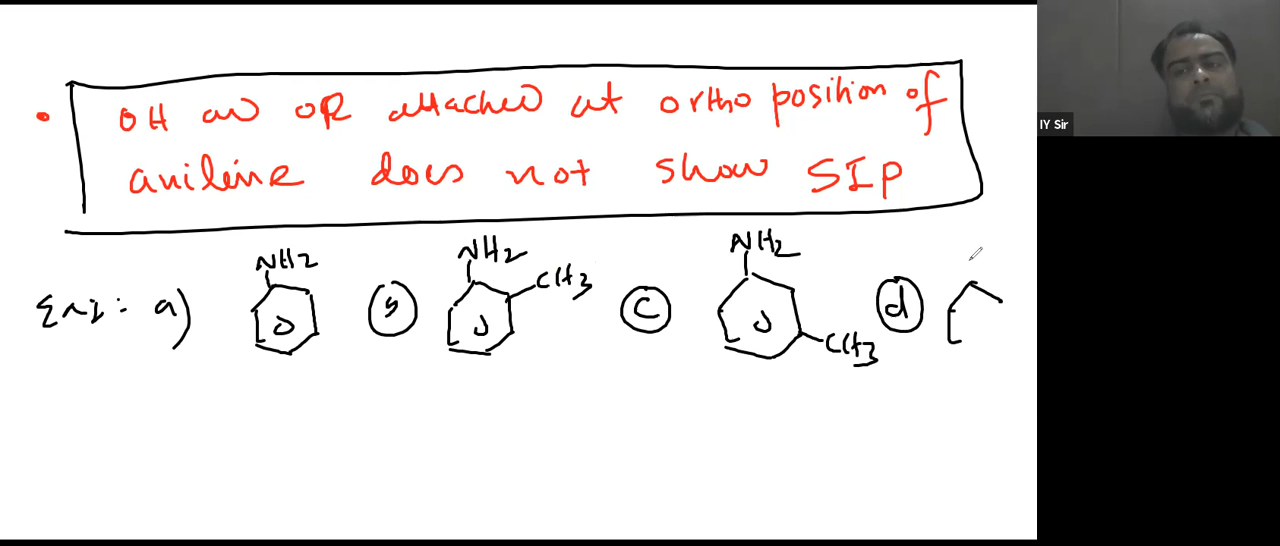 • OH and OR attached at ortho position of
aniline does not show SIP
IY Sir
NH2 NH2 NH2
Ex: a) b CH3 c CH3 d